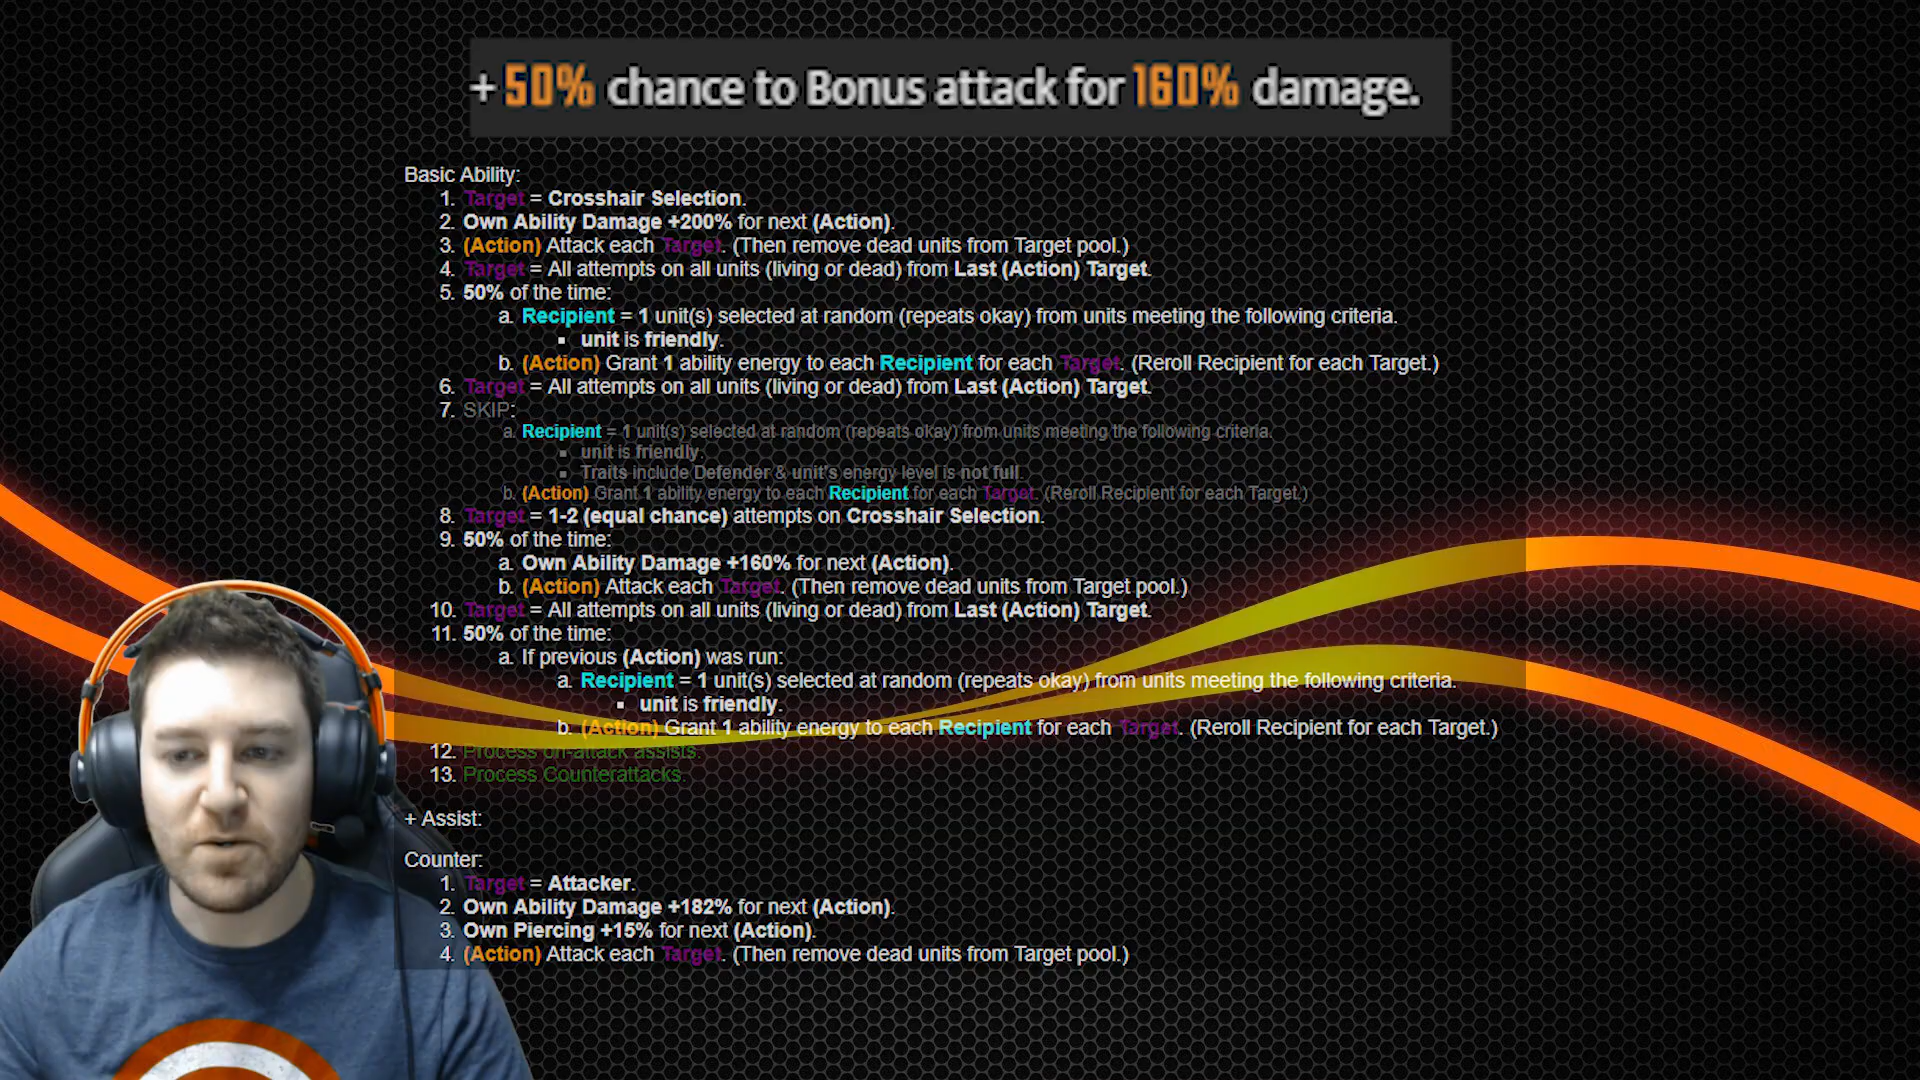 + 50% chance to Bonus attack for 160% damage.
Basic Ability:
1. Target = Crosshair Selection.
2. Own Ability Damage +200% for next (Action).
3. (Action) Attack each Target. (Then remove dead units from Target pool.)
4. Target = All attempts on all units (living or dead) from Last (Action) Target.
5. 50% of the time:
a. Recipient = 1 unit(s) selected at random (repeats okay) from units meeting the following criteria.
▪ unit is friendly.
b. (Action) Grant 1 ability energy to each Recipient for each Target. (Reroll Recipient for each Target.)
6. Target = All attempts on all units (living or dead) from Last (Action) Target.
7. SKIP:
a. Recipient = 1 unit(s) selected at random (repeats okay) from units meeting the following criteria.
▪ unit is friendly.
▪ Traits include Defender & unit's energy level is not full.
b. (Action) Grant 1 ability energy to each Recipient for each Target. (Reroll Recipient for each Target.)
8. Target = 1-2 (equal chance) attempts on Crosshair Selection.
9. 50% of the time:
a. Own Ability Damage +160% for next (Action).
b. (Action) Attack each Target. (Then remove dead units from Target pool.)
10. Target = All attempts on all units (living or dead) from Last (Action) Target.
11. 50% of the time:
a. If previous (Action) was run:
a. Recipient = 1 unit(s) selected at random (repeats okay) from units meeting the following criteria.
▪ unit is friendly.
b. (Action) Grant 1 ability energy to each Recipient for each Target. (Reroll Recipient for each Target.)
12. Process on-attack assists.
13. Process Counterattacks.
+ Assist:
Counter:
1. Target = Attacker.
2. Own Ability Damage +182% for next (Action).
3. Own Piercing +15% for next (Action).
4. (Action) Attack each Target. (Then remove dead units from Target pool.)